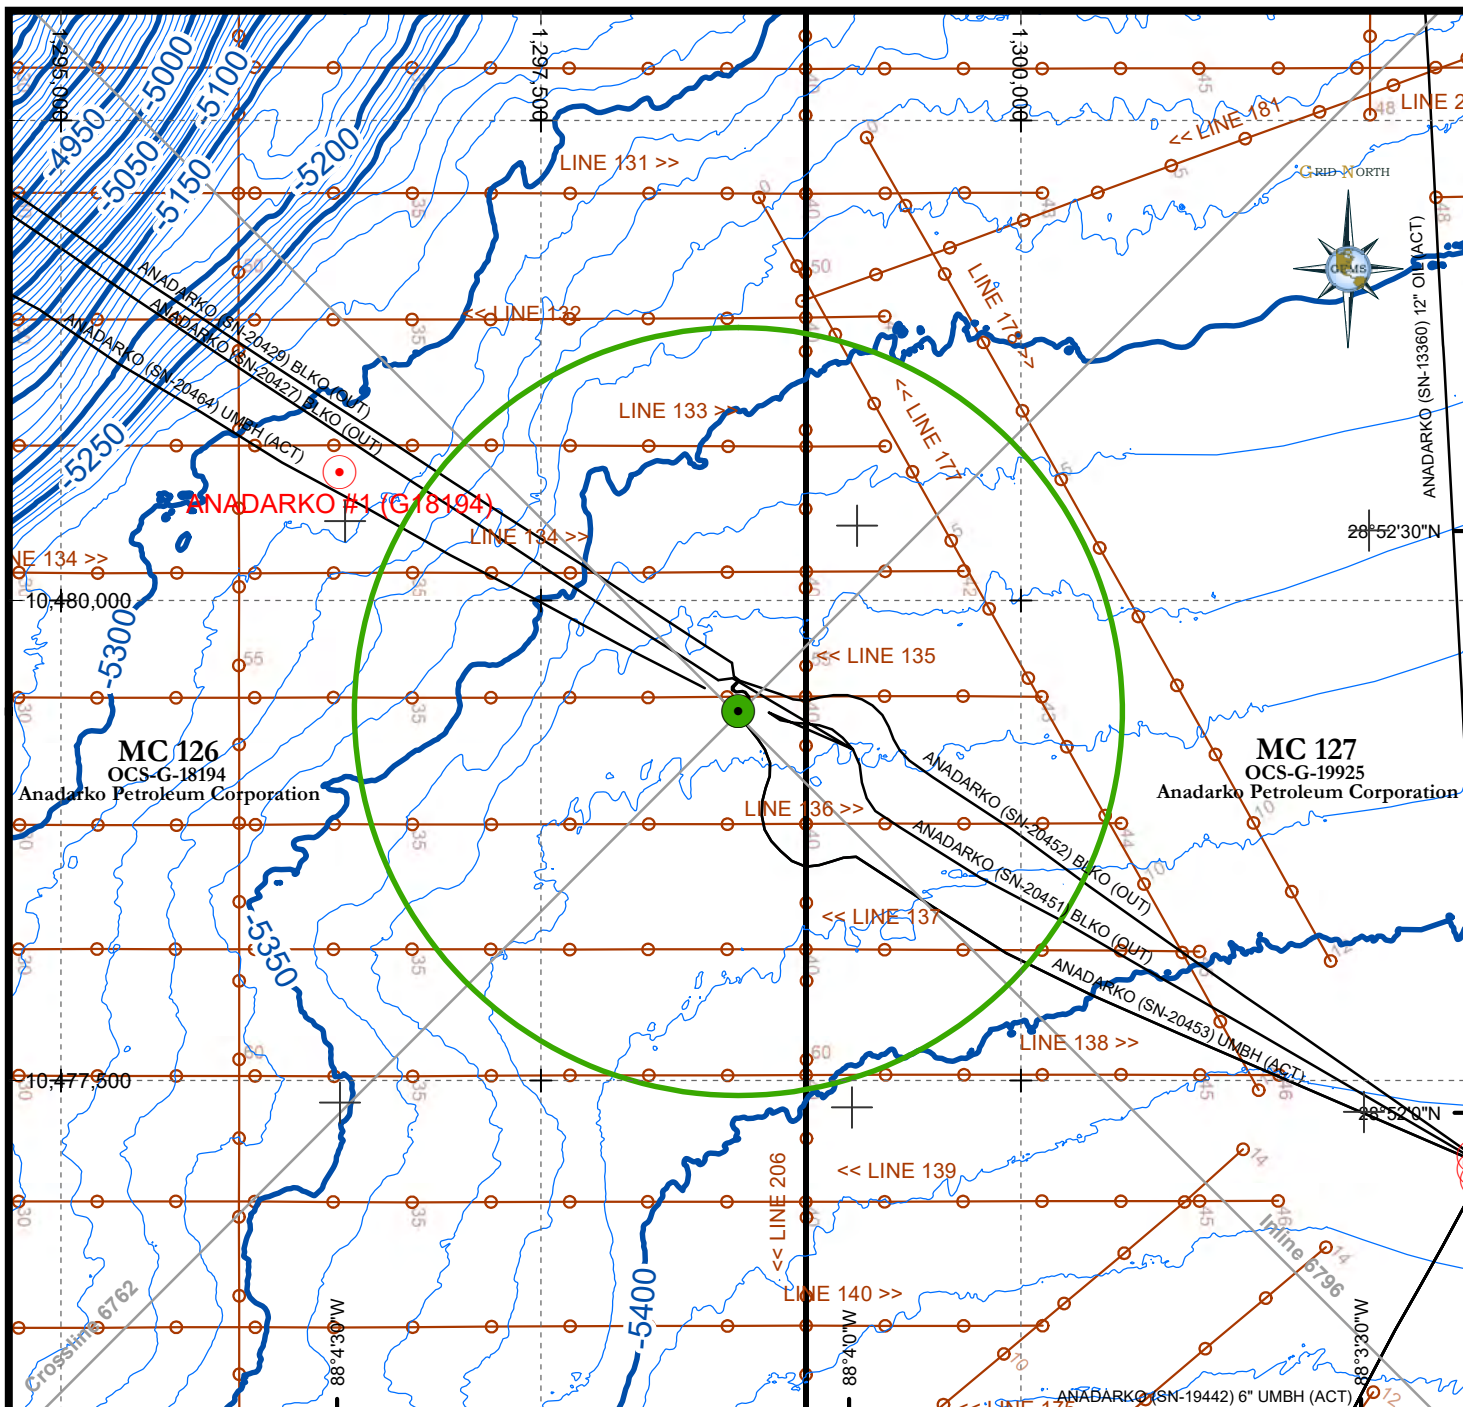 1,295,000
1,297,500
1,300,000
-4950
-5000
-5050
-5100
-5150
-5200
-5250
LINE 131 >>
<< LINE 181
LINE 2
48
GRID NORTH
GEMS
<< LINE 132
LINE 178 >>
ANADARKO (SN-20429) BLKO (OUT)
ANADARKO (SN-20427) BLKO (OUT)
ANADARKO (SN-20464) UMBH (ACT)
ANADARKO (SN-13360) 12" OIL (ACT)
LINE 133 >>
<< LINE 177
ANADARKO #1 (G18194)
LINE 134 >>
NE 134 >>
28°52'30"N
10,480,000
-5300
<< LINE 135
MC 126
OCS-G-18194
Anadarko Petroleum Corporation
MC 127
OCS-G-19925
Anadarko Petroleum Corporation
LINE 136 >>
ANADARKO (SN-20452) BLKO (OUT)
ANADARKO (SN-20451) BLKO (OUT)
ANADARKO (SN-20453) UMBH (ACT)
<< LINE 137
-5350
LINE 138 >>
10,477,500
28°52'0"N
<< LINE 139
<< LINE 206
LINE 140 >>
-5400
Inline 6796
Crossline 6762
88°4'30"W
88°4'0"W
88°3'30"W
ANADARKO (SN-19442) 6" UMBH (ACT)
<< LINE 175
12